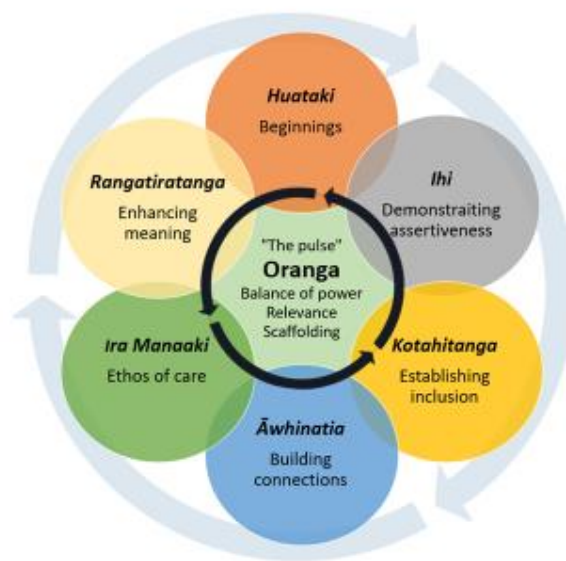 Huataki
Beginnings
Ihi
Demonstraiting
assertiveness
Kotahitanga
Establishing
inclusion
Āwhinatia
Building
connections
Ira Manaaki
Ethos of care
Rangatiratanga
Enhancing
meaning
"The pulse"
Oranga
Balance of power
Relevance
Scaffolding